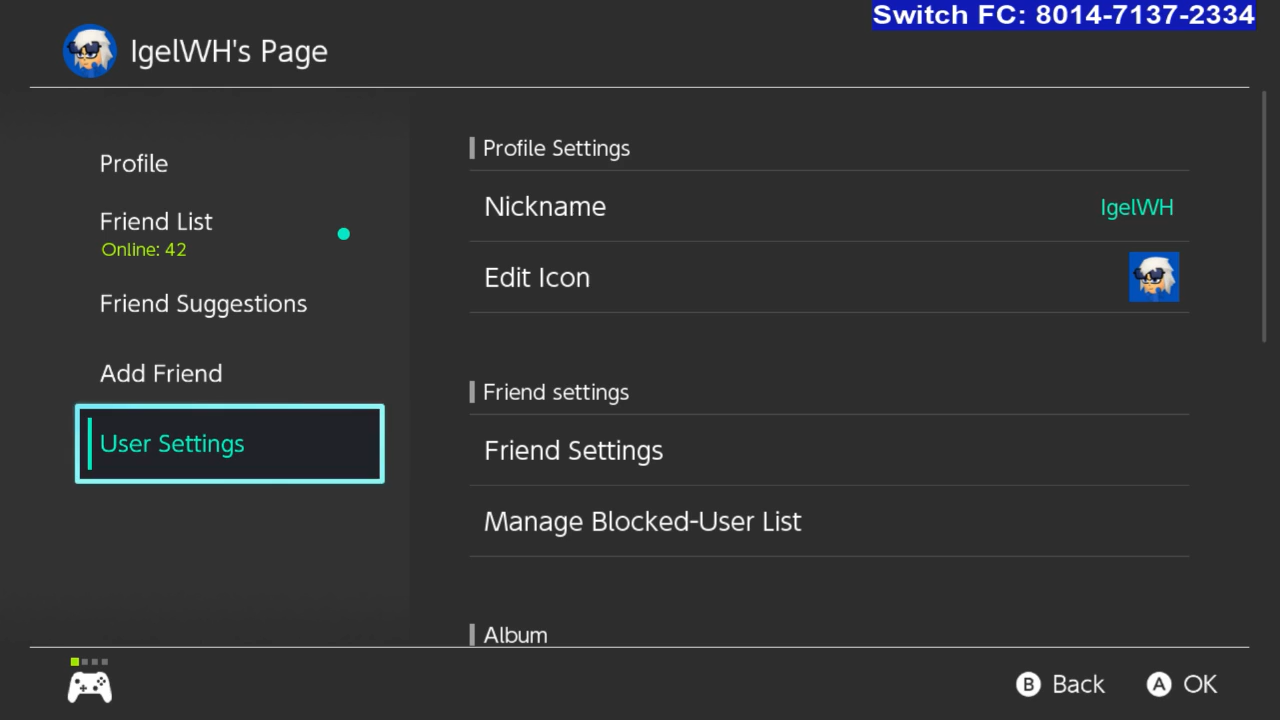 Switch FC: 8014-7137-2334
IgelWH's Page
Profile
Friend List
Online: 42
Friend Suggestions
Add Friend
User Settings
Profile Settings
Nickname IgelWH
Edit Icon
Friend settings
Friend Settings
Manage Blocked-User List
Album
B Back A OK